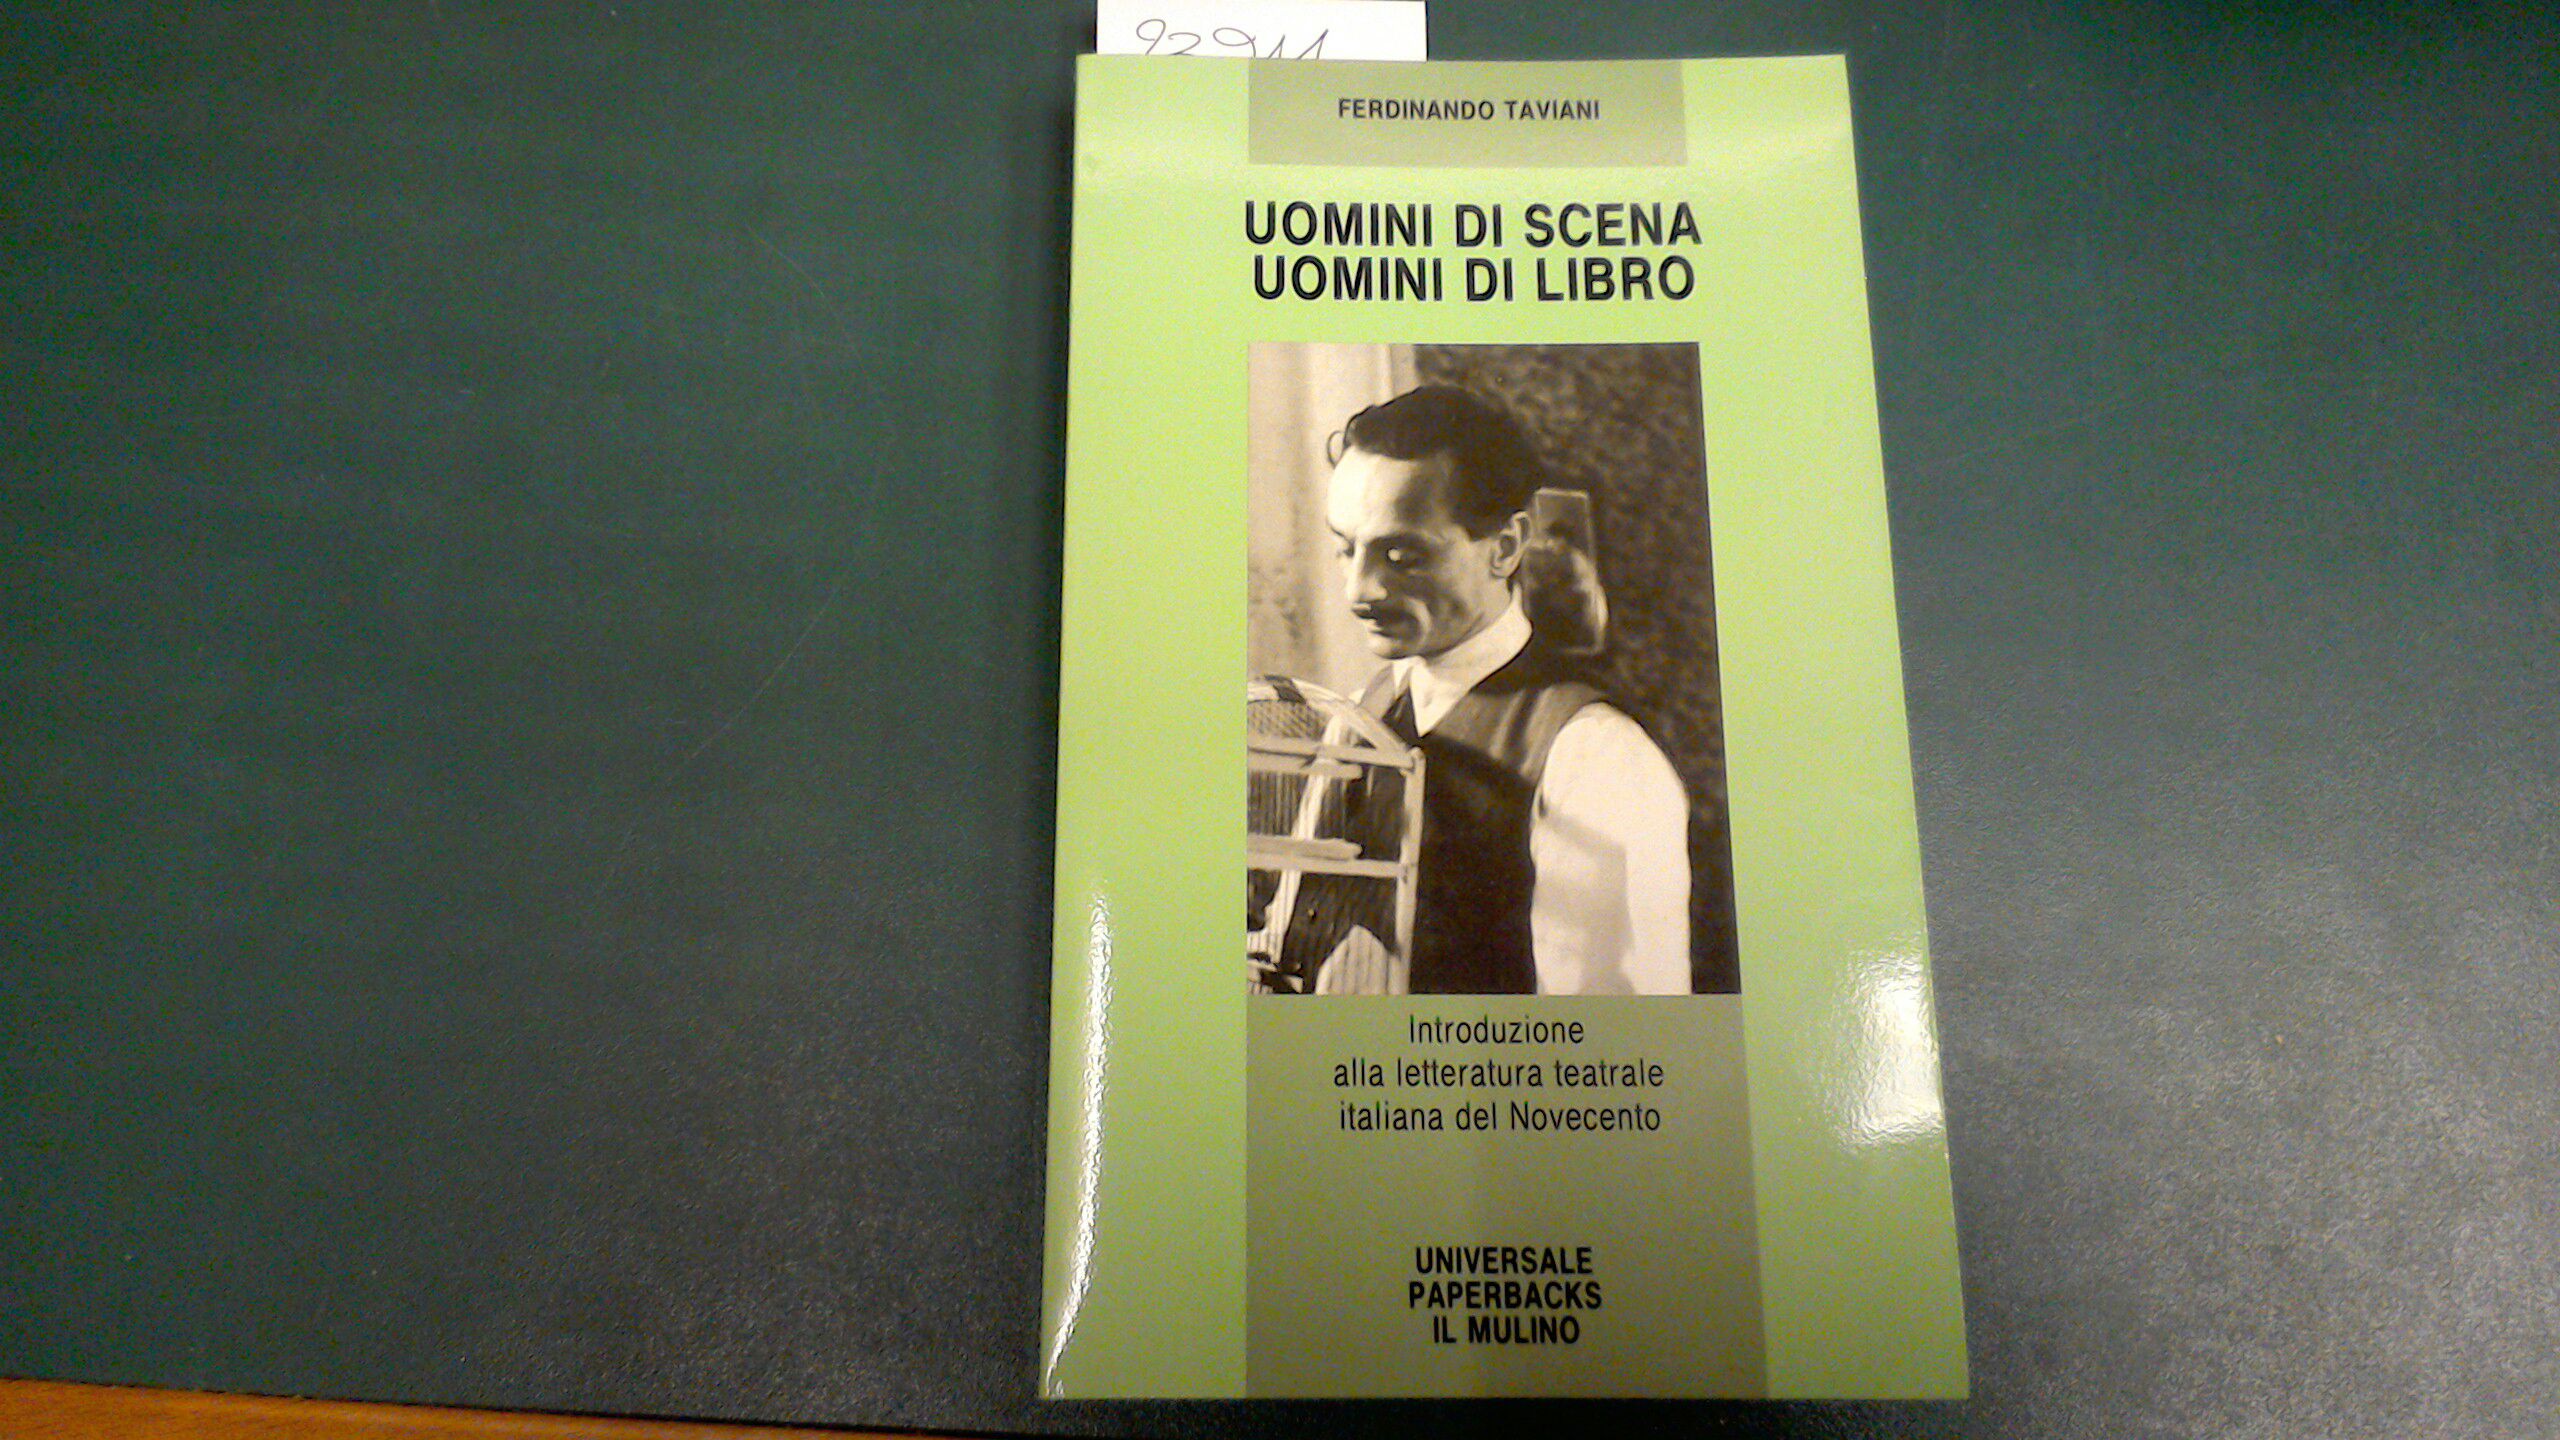 FERDINANDO TAVIANI
UOMINI DI SCENA
UOMINI DI LIBRO
Introduzione
alla letteratura teatrale
italiana del Novecento
UNIVERSALE
PAPERBACKS
IL MULINO